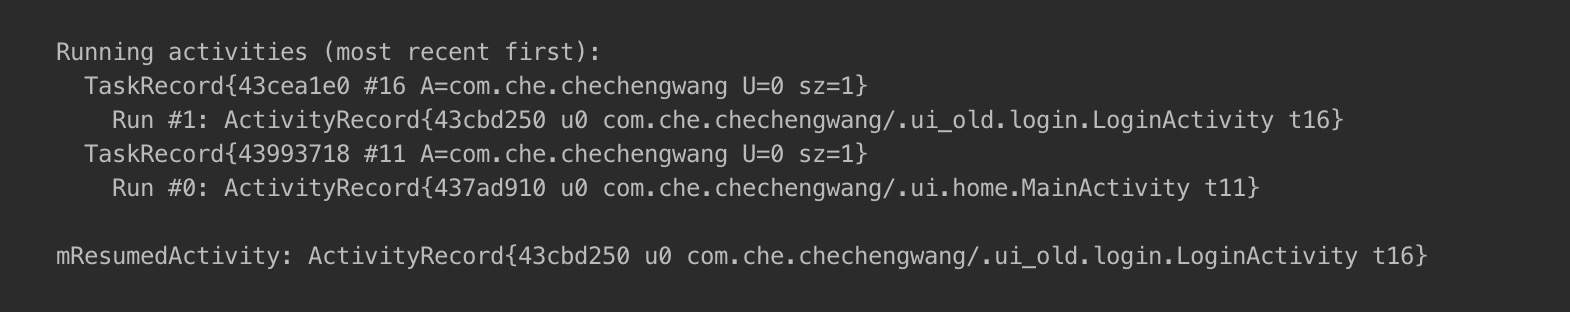 Running activities (most recent first):
TaskRecord{43cea1e0 #16 A=com.che.chechengwang U=0 sz=1}
Run #1: ActivityRecord{43cbd250 u0 com.che.chechengwang/.ui_old.login.LoginActivity t16}
TaskRecord{43993718 #11 A=com.che.chechengwang U=0 sz=1}
Run #0: ActivityRecord{437ad910 u0 com.che.chechengwang/.ui.home.MainActivity t11}
mResumedActivity: ActivityRecord{43cbd250 u0 com.che.chechengwang/.ui_old.login.LoginActivity t16}